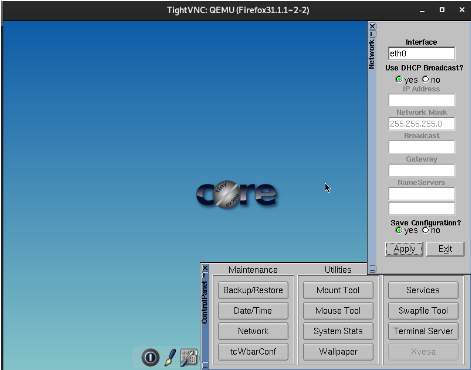 TightVNC: QEMU (Firefox31.1.1~2-2)
Network
Interface
eth0
Use DHCP Broadcast?
yes no
IP Address
Network Mask
255.255.255.0
Broadcast
Gateway
NameServers
Save Configuration?
yes no
Apply Exit
core
ControlPanel
Maintenance Utilities
Backup/Restore Mount Tool Services
Date/Time Mouse Tool Swapfile Tool
Network System Stats Terminal Server
tcWbarConf Wallpaper Xvesa